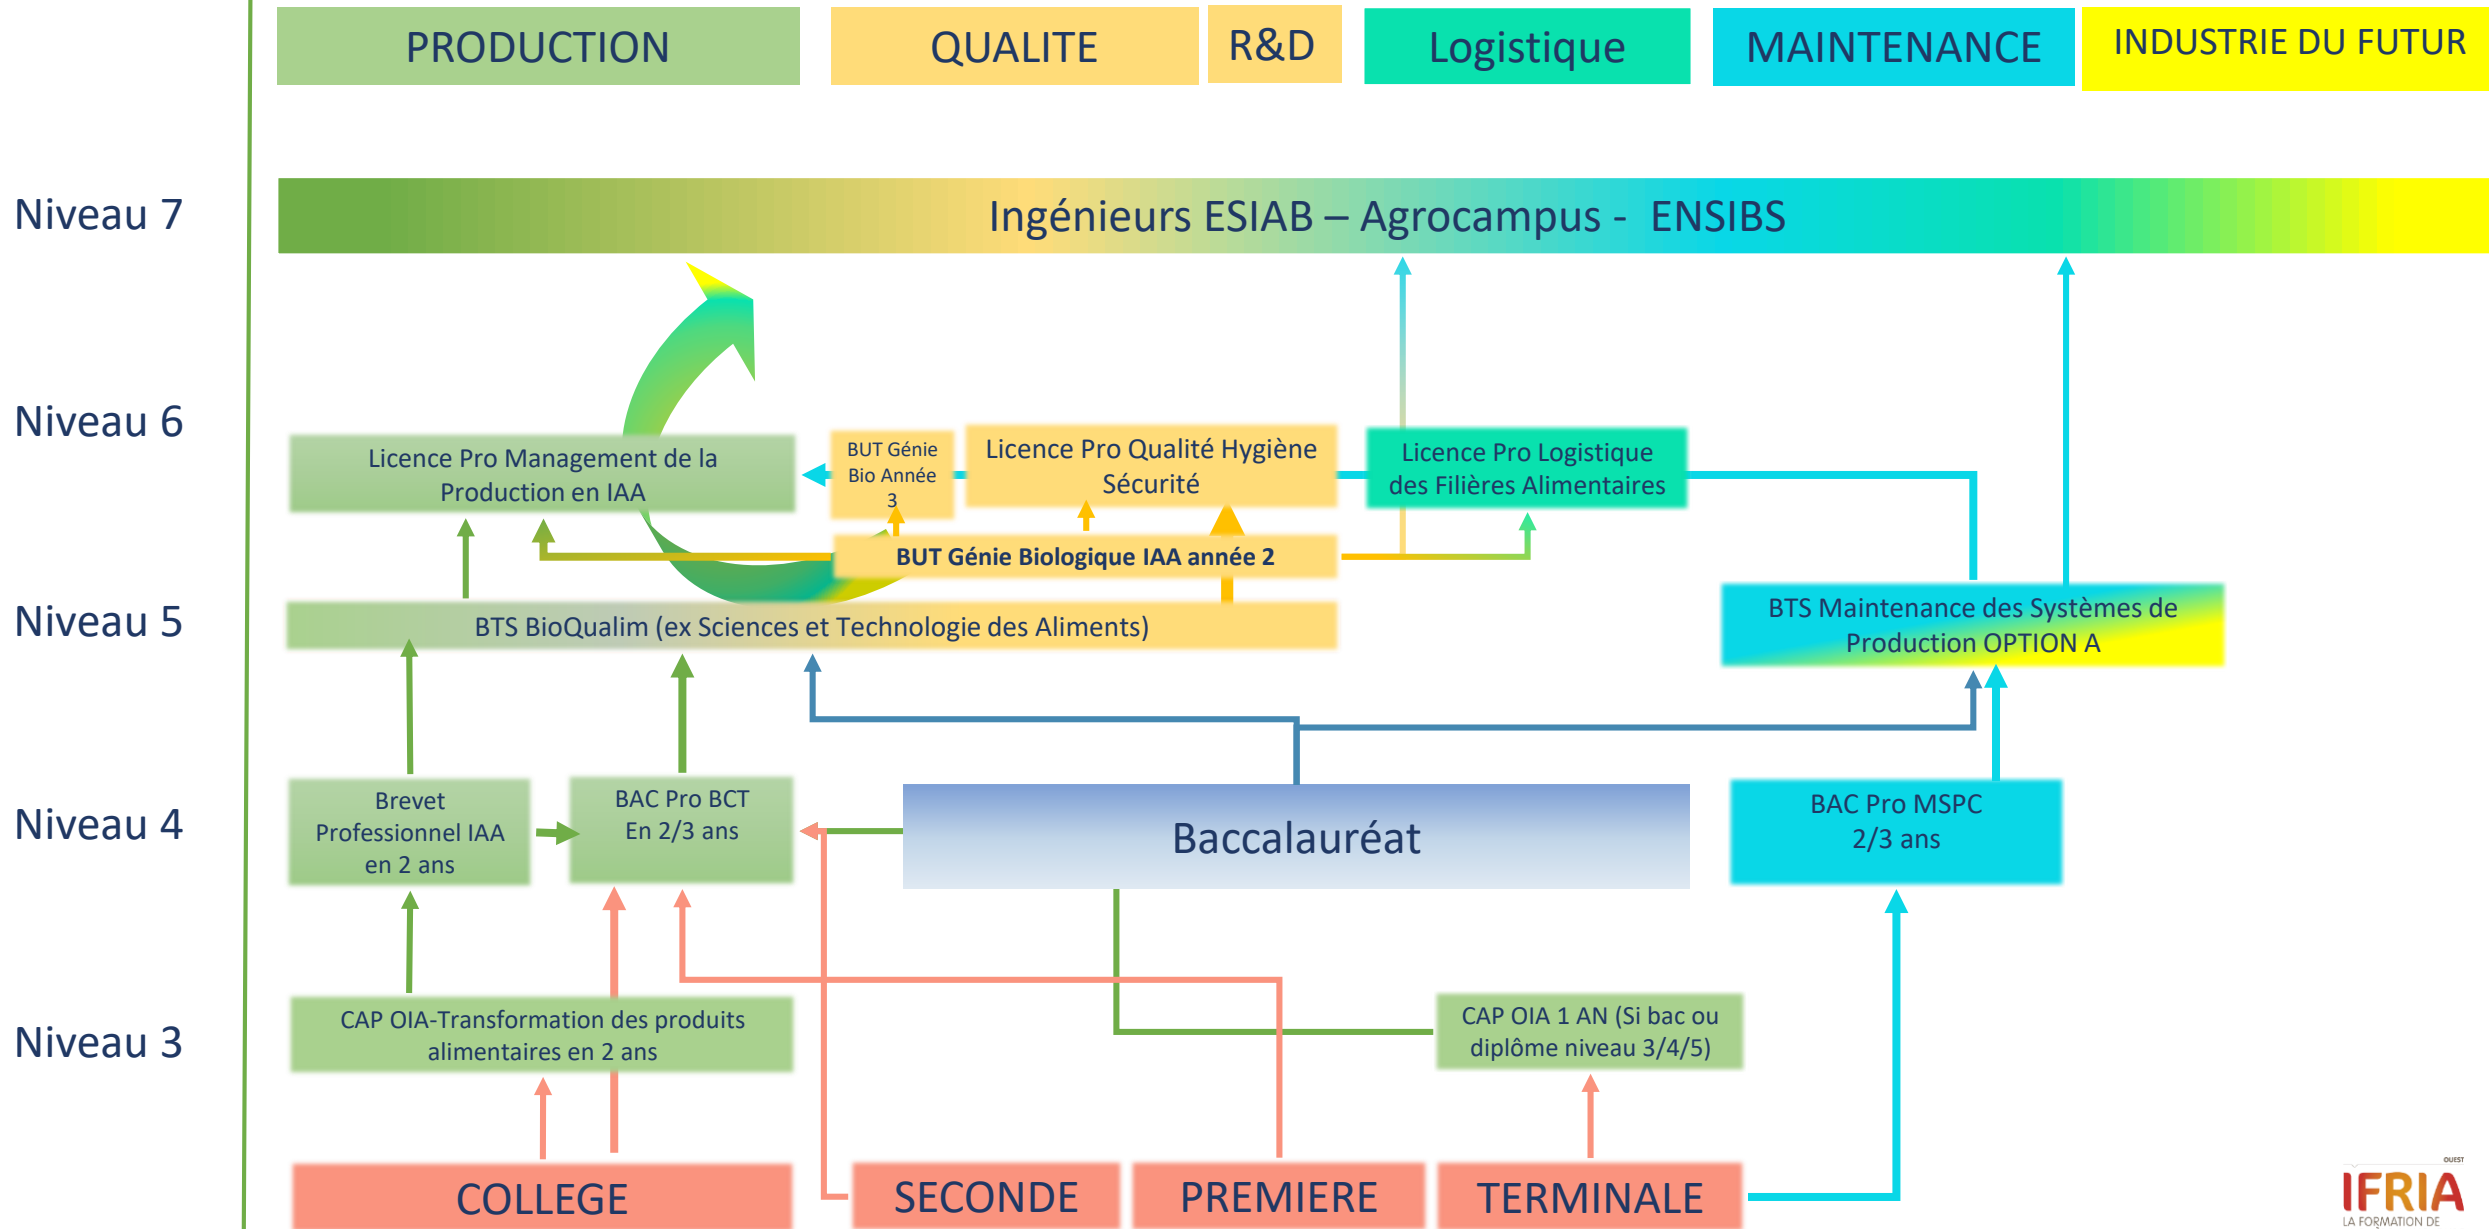 PRODUCTION
QUALITE
R&D
Logistique
MAINTENANCE
INDUSTRIE DU FUTUR
Niveau 7
Ingénieurs ESIAB – Agrocampus - ENSIBS
Niveau 6
Licence Pro Management de la
Production en IAA
BUT Génie
Bio Année
3
Licence Pro Qualité Hygiène
Sécurité
Licence Pro Logistique
des Filières Alimentaires
BUT Génie Biologique IAA année 2
Niveau 5
BTS BioQualim (ex Sciences et Technologie des Aliments)
BTS Maintenance des Systèmes de
Production OPTION A
Niveau 4
Brevet
Professionnel IAA
en 2 ans
BAC Pro BCT
En 2/3 ans
Baccalauréat
BAC Pro MSPC
2/3 ans
Niveau 3
CAP OIA-Transformation des produits
alimentaires en 2 ans
CAP OIA 1 AN (Si bac ou
diplôme niveau 3/4/5)
COLLEGE
SECONDE
PREMIERE
TERMINALE
OUEST
IFRIA
LA FORMATION DE